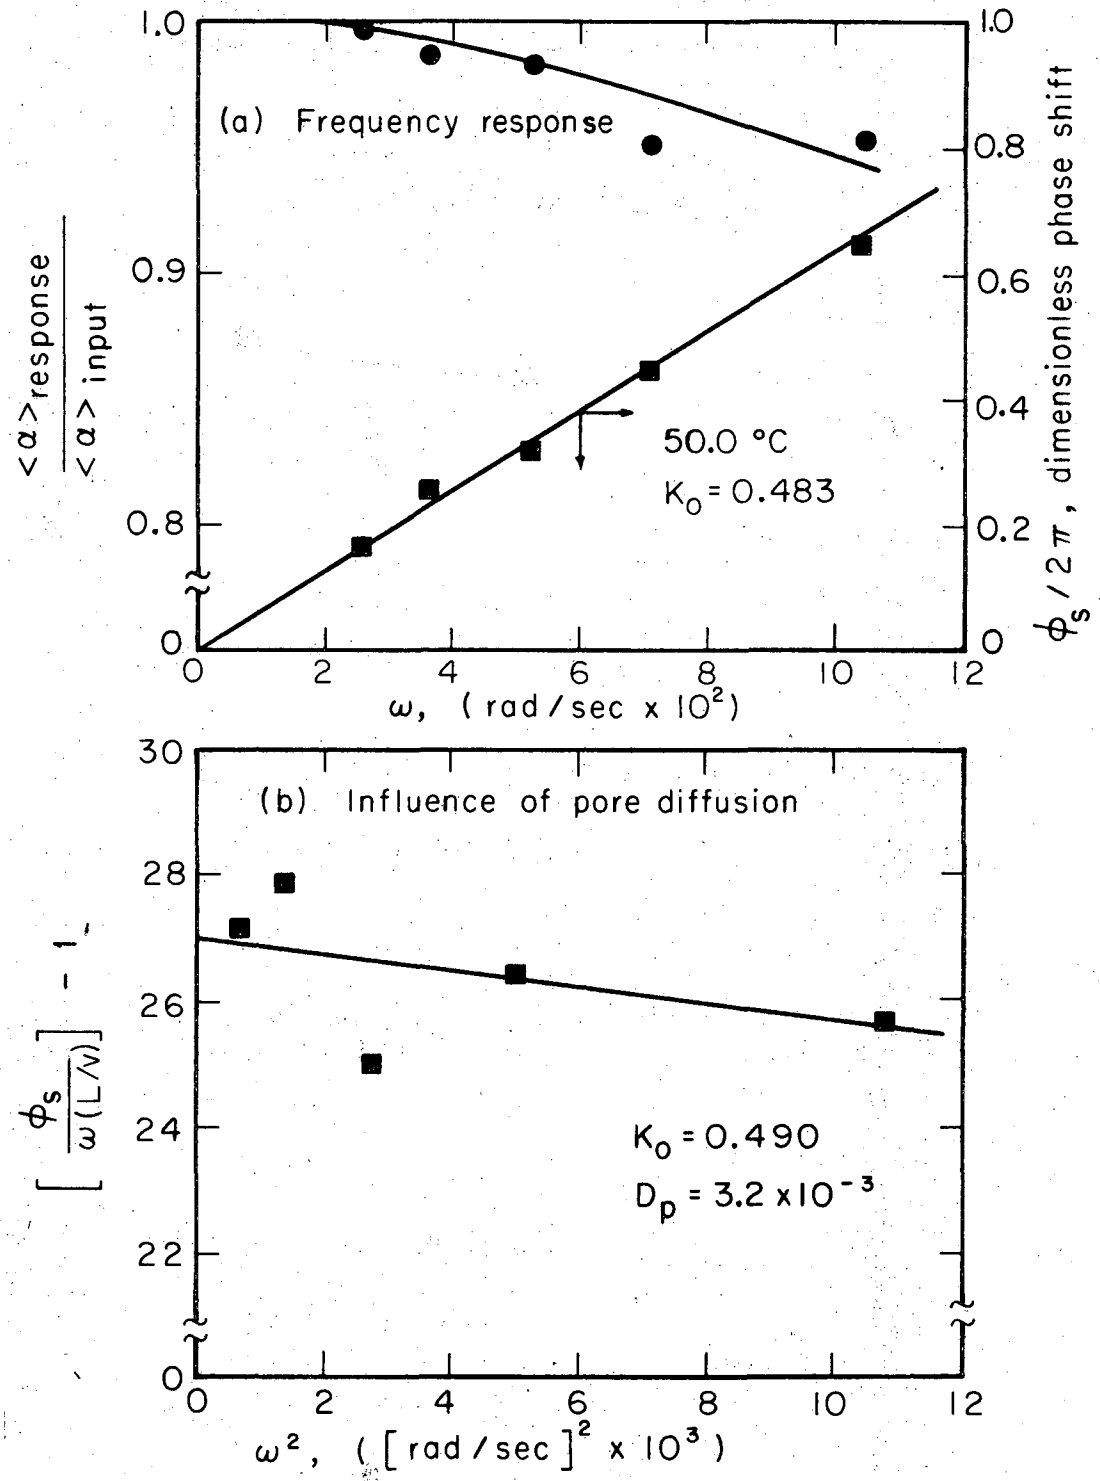 1.0
0.9
0.8
0
1.0
0.8
0.6
0.4
0.2
0
(a) Frequency response
50.0 °C
K₀ = 0.483
<α> response
<α> input
ϕₛ / 2π, dimensionless phase shift
0 2 4 6 8 10 12
ω, (rad/sec x 10²)
30
28
26
24
22
0
(b) Influence of pore diffusion
K₀ = 0.490
Dₚ = 3.2 x 10⁻³
[ϕₛ / ω(L/v)] - 1
0 2 4 6 8 10 12
ω², ([rad/sec]² x 10³)